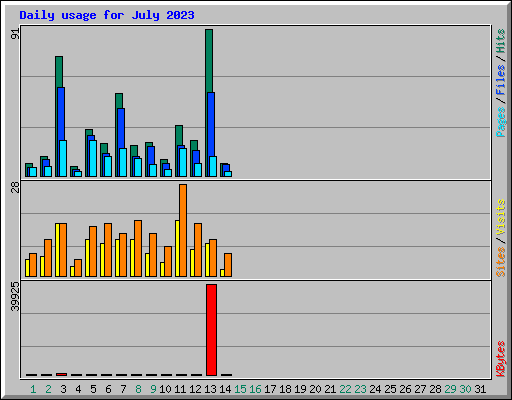 Daily usage for July 2023
91
28
39925
Pages / Files / Hits
Sites / Visits
KBytes
1 2 3 4 5 6 7 8 9 10 11 12 13 14 15 16 17 18 19 20 21 22 23 24 25 26 27 28 29 30 31